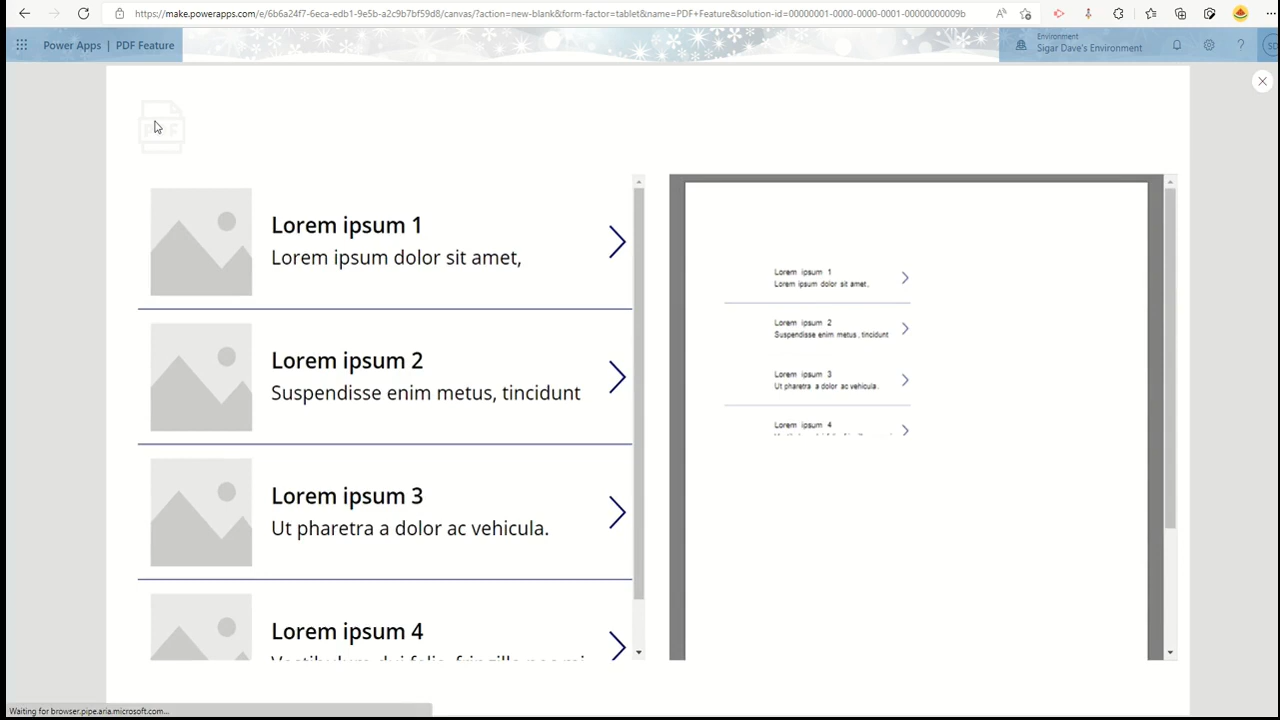 https://make.powerapps.com/e/6b6a24f7-6eca-edb1-9e5b-a2c9b7bf59d8/canvas/?action=new-blank&form-factor=tablet&name=PDF+Feature&solution-id=00000001-0000-0000-0001-00000000009b
Power Apps | PDF Feature
Environment
Sigar Dave's Environment
SD
PDF
Lorem ipsum 1
Lorem ipsum dolor sit amet,
Lorem ipsum 2
Suspendisse enim metus, tincidunt
Lorem ipsum 3
Ut pharetra a dolor ac vehicula.
Lorem ipsum 4
Lorem ipsum 1
Lorem ipsum dolor sit amet,
Lorem ipsum 2
Suspendisse enim metus, tincidunt
Lorem ipsum 3
Ut pharetra a dolor ac vehicula.
Lorem ipsum 4
Waiting for browser.pipe.aria.microsoft.com...